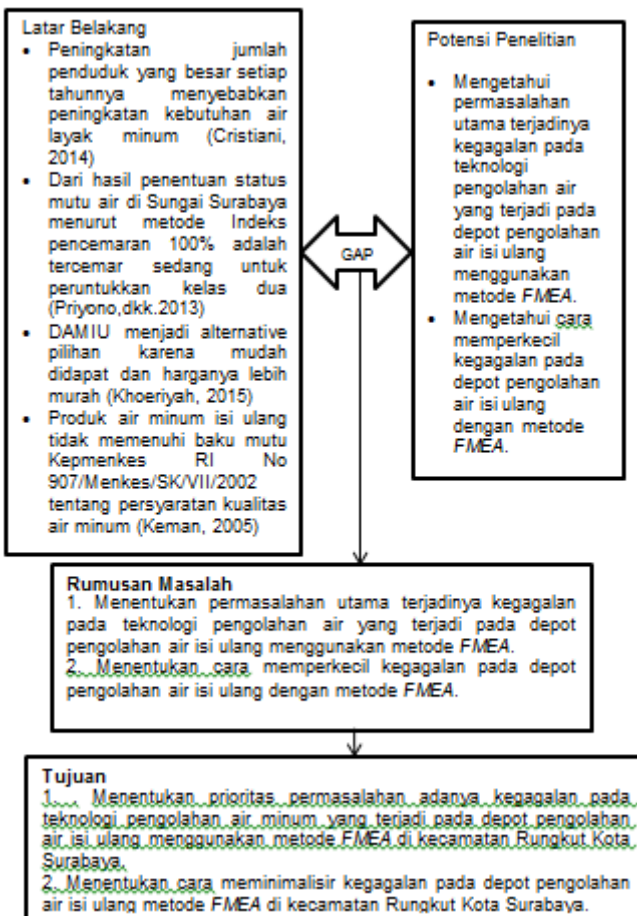 Latar Belakang
• Peningkatan jumlah
penduduk yang besar setiap
tahunnya menyebabkan
peningkatan kebutuhan air
layak minum (Cristiani,
2014)
• Dari hasil penentuan status
mutu air di Sungai Surabaya
menurut metode Indeks
pencemaran 100% adalah
tercemar sedang untuk
peruntukkan kelas dua
(Priyono,dkk.2013)
• DAMIU menjadi alternative
pilihan karena mudah
didapat dan harganya lebih
murah (Khoeriyah, 2015)
• Produk air minum isi ulang
tidak memenuhi baku mutu
Kepmenkes RI No
907/Menkes/SK/VII/2002
tentang persyaratan kualitas
air minum (Keman, 2005)
GAP
Potensi Penelitian
• Mengetahui
permasalahan
utama terjadinya
kegagalan pada
teknologi
pengolahan air
yang terjadi pada
depot pengolahan
air isi ulang
menggunakan
metode FMEA.
• Mengetahui cara
memperkecil
kegagalan pada
depot pengolahan
air isi ulang
dengan metode
FMEA.
Rumusan Masalah
1. Menentukan permasalahan utama terjadinya kegagalan
pada teknologi pengolahan air yang terjadi pada depot
pengolahan air isi ulang menggunakan metode FMEA.
2. Menentukan cara memperkecil kegagalan pada depot
pengolahan air isi ulang dengan metode FMEA.
Tujuan
1. Menentukan prioritas permasalahan adanya kegagalan pada
teknologi pengolahan air minum yang terjadi pada depot pengolahan
air isi ulang menggunakan metode FMEA di kecamatan Rungkut Kota
Surabaya.
2. Menentukan cara meminimalisir kegagalan pada depot pengolahan
air isi ulang metode FMEA di kecamatan Rungkut Kota Surabaya.